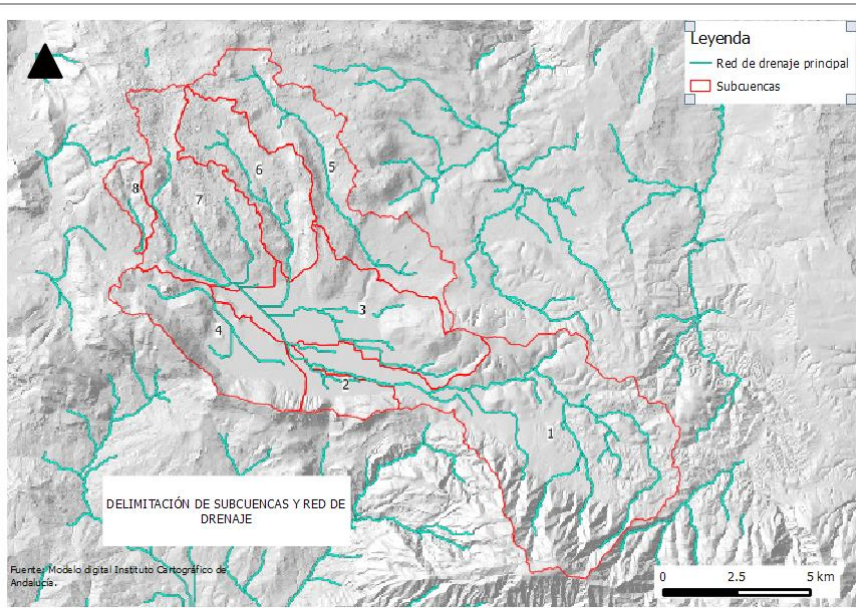 Leyenda
Red de drenaje principal
Subcuencas
8
7
6
5
3
4
2
1
DELIMITACIÓN DE SUBCUENCAS Y RED DE
DRENAJE
Fuente: Modelo digital Instituto Cartográfico de
Andalucía.
0 2.5 5 km